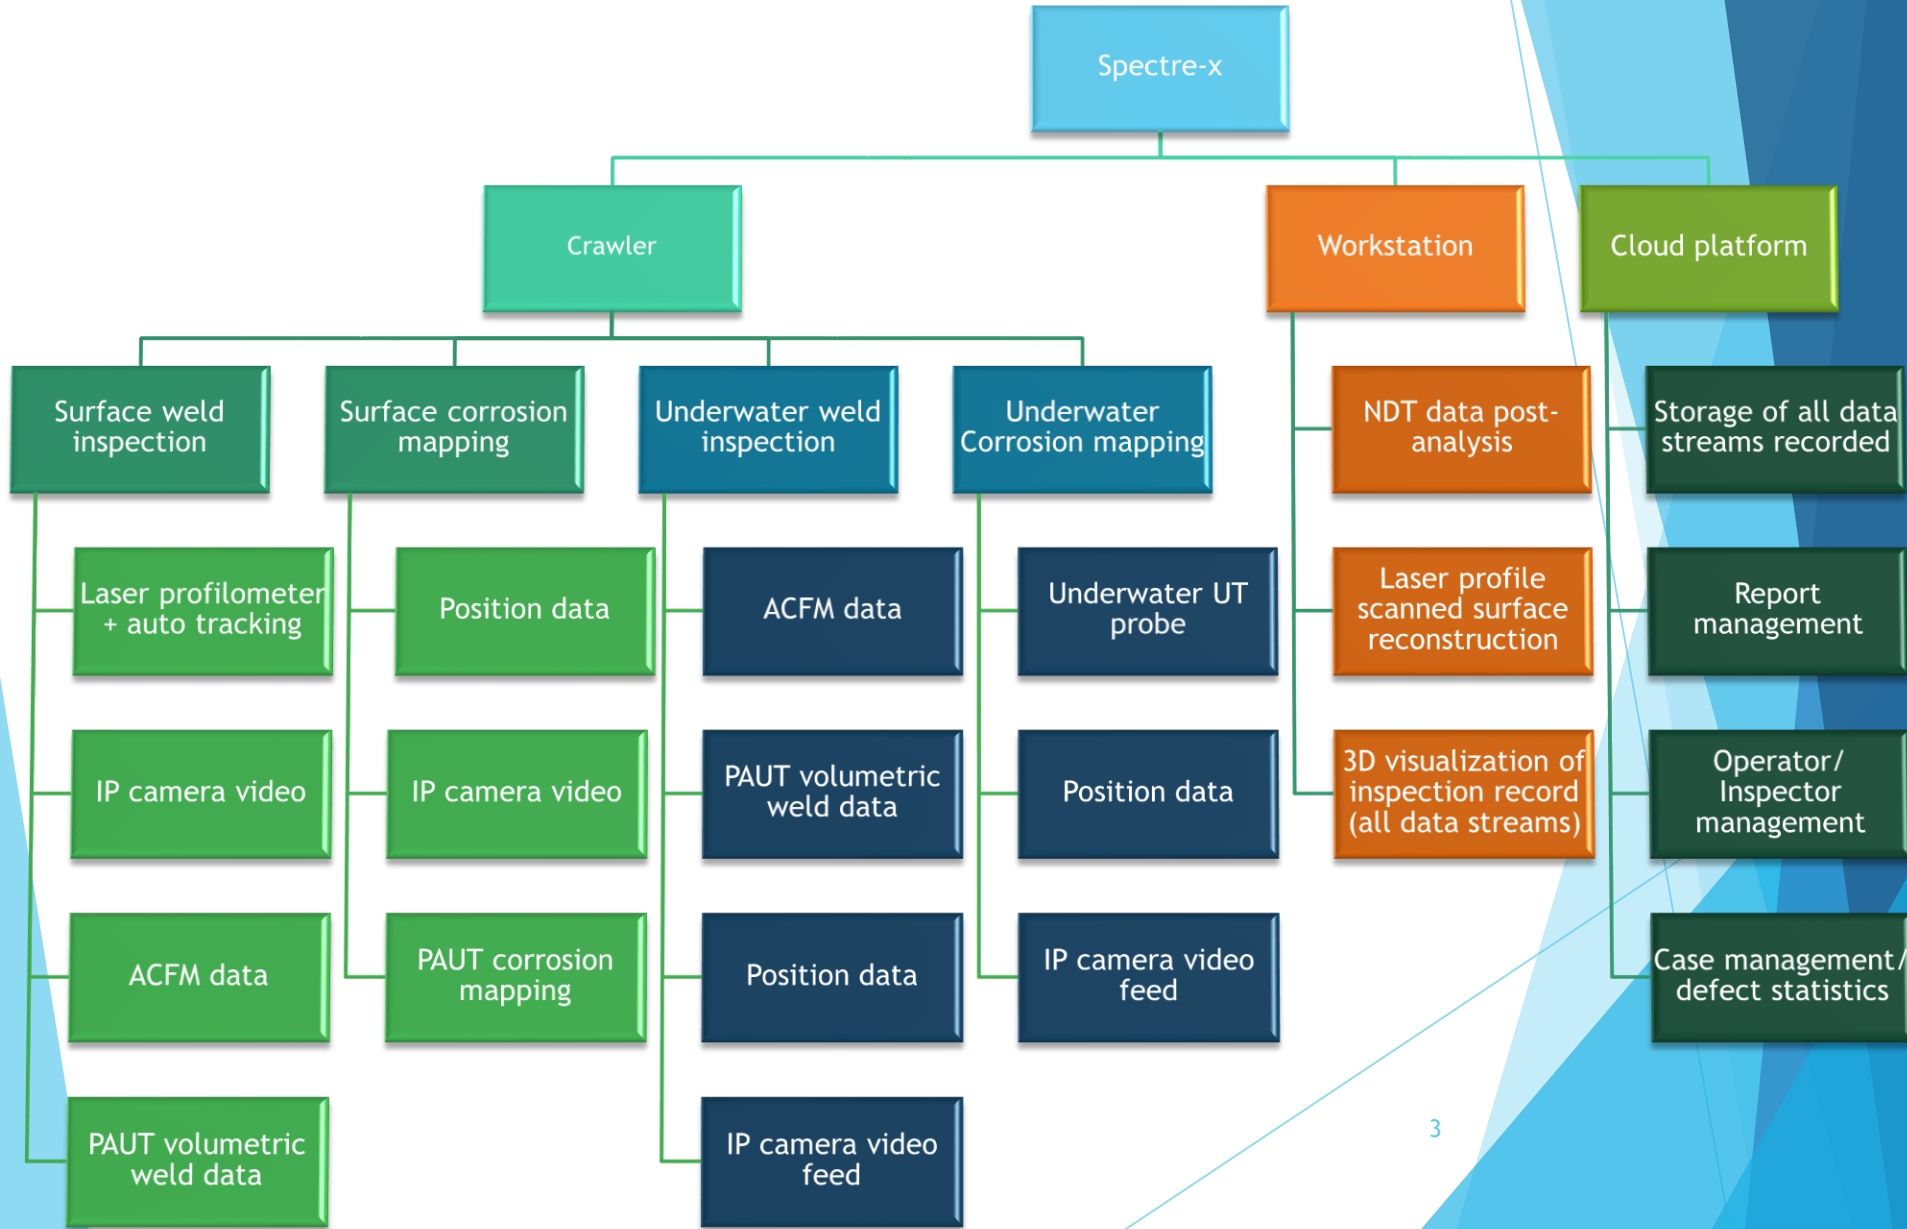 Spectre-x
Crawler
Workstation
Cloud platform
Surface weld
inspection
Surface corrosion
mapping
Underwater weld
inspection
Underwater
Corrosion mapping
NDT data post-
analysis
Storage of all data
streams recorded
Laser profilometer
+ auto tracking
Position data
ACFM data
Underwater UT
probe
Laser profile
scanned surface
reconstruction
Report
management
IP camera video
IP camera video
PAUT volumetric
weld data
Position data
3D visualization of
inspection record
(all data streams)
Operator/
Inspector
management
ACFM data
PAUT corrosion
mapping
Position data
IP camera video
feed
Case management/
defect statistics
PAUT volumetric
weld data
IP camera video
feed
3